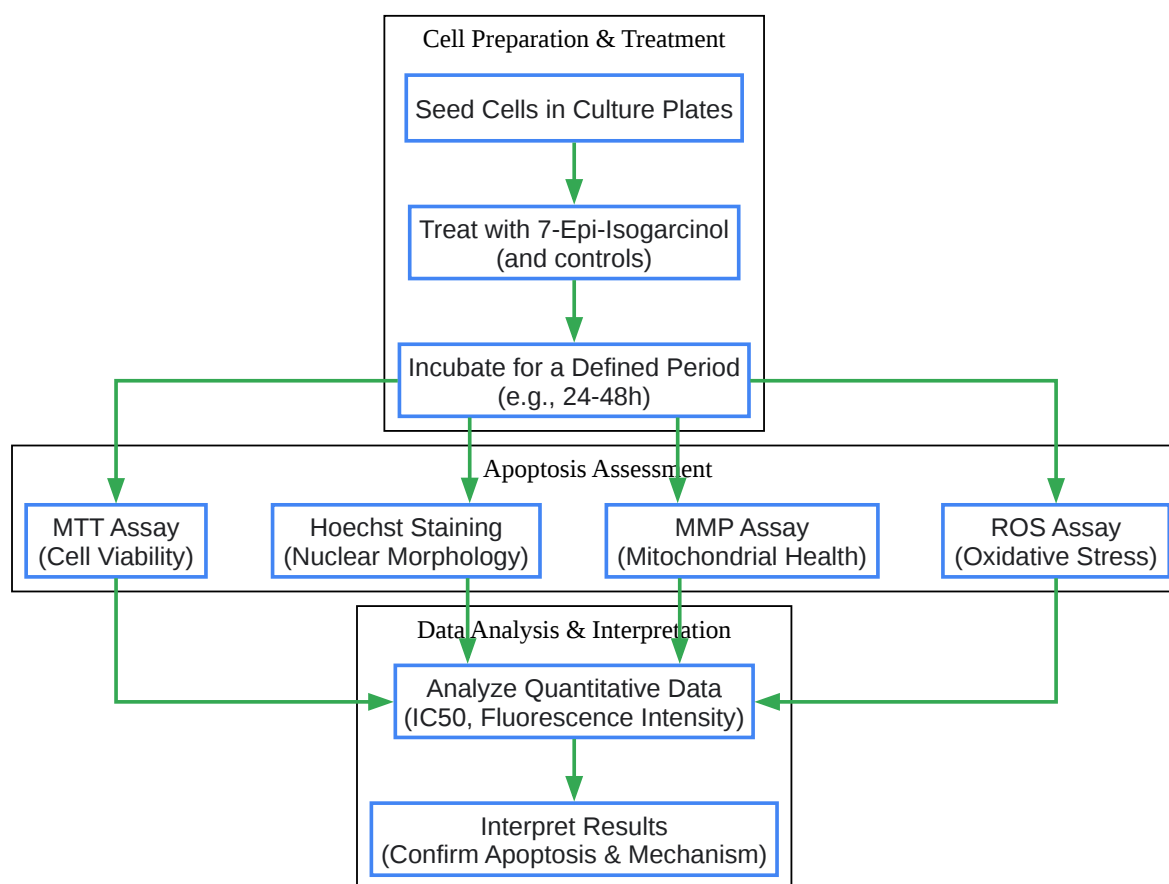 Cell Preparation & Treatment
Seed Cells in Culture Plates
Treat with 7-Epi-Isogarcinol
(and controls)
Incubate for a Defined Period
(e.g., 24-48h)
Apoptosis Assessment
MTT Assay
(Cell Viability)
Hoechst Staining
(Nuclear Morphology)
MMP Assay
(Mitochondrial Health)
ROS Assay
(Oxidative Stress)
Data Analysis & Interpretation
Analyze Quantitative Data
(IC50, Fluorescence Intensity)
Interpret Results
(Confirm Apoptosis & Mechanism)